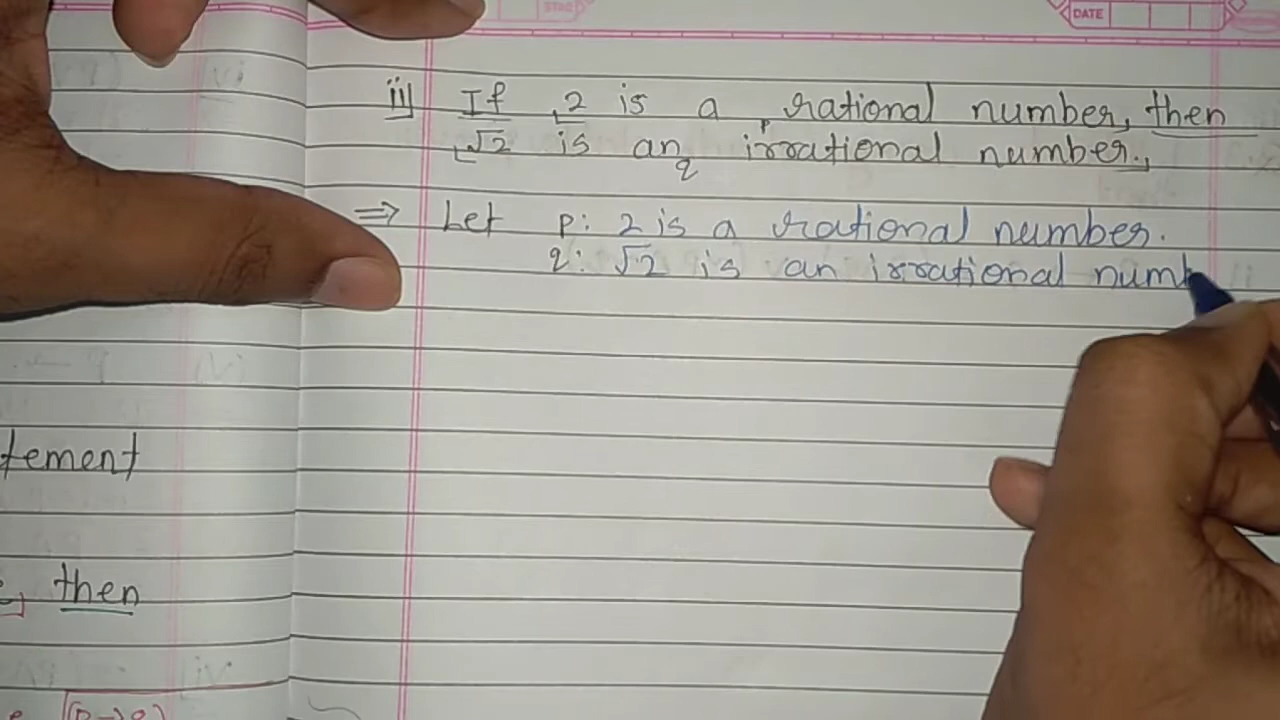 DATE
iii) If 2 is a rational number, then
p
√2 is an irrational number.,
q
⇒ Let p: 2 is a rational number.
q: √2 is an irrational numb
tement
then